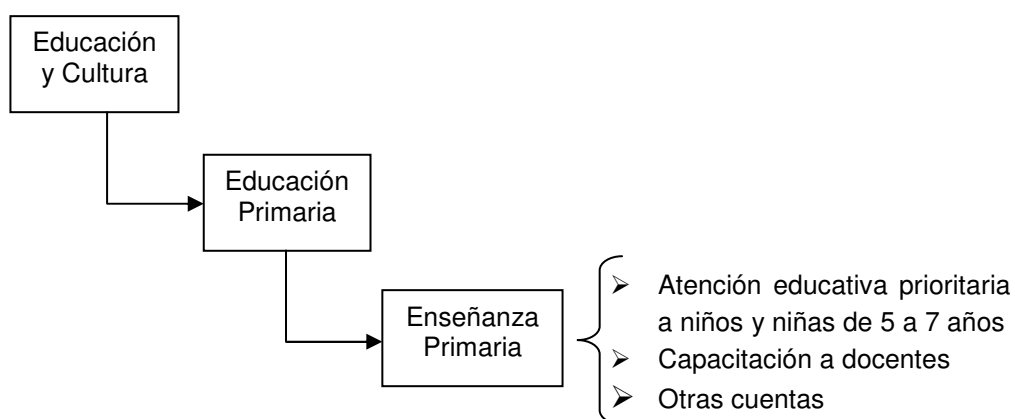 Educación
y Cultura
Educación
Primaria
Enseñanza
Primaria
➢ Atención educativa prioritaria
a niños y niñas de 5 a 7 años
➢ Capacitación a docentes
➢ Otras cuentas